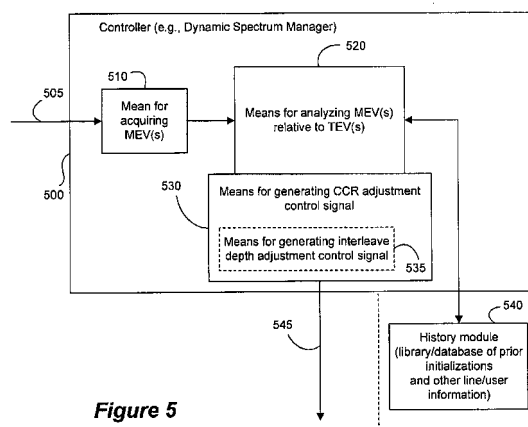 Controller (e.g., Dynamic Spectrum Manager)
520
510
505
Mean for
acquiring
MEV(s)
Means for analyzing MEV(s)
relative to TEV(s)
500
530
Means for generating CCR adjustment
control signal
Means for generating interleave
depth adjustment control signal
535
540
545
History module
(library/database of prior
initializations
and other line/user
information)
Figure 5